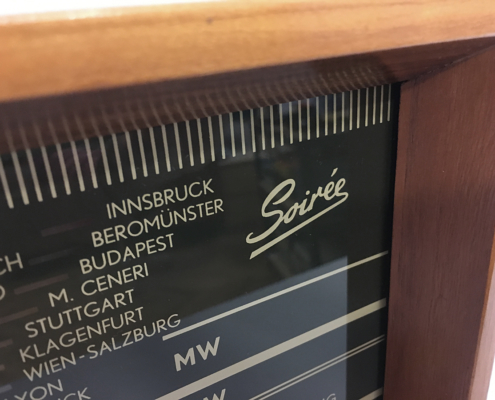 INNSBRUCK
BEROMÜNSTER
BUDAPEST
M. CENERI
STUTTGART
KLAGENFURT
WIEN-SALZBURG
Soirée
MW